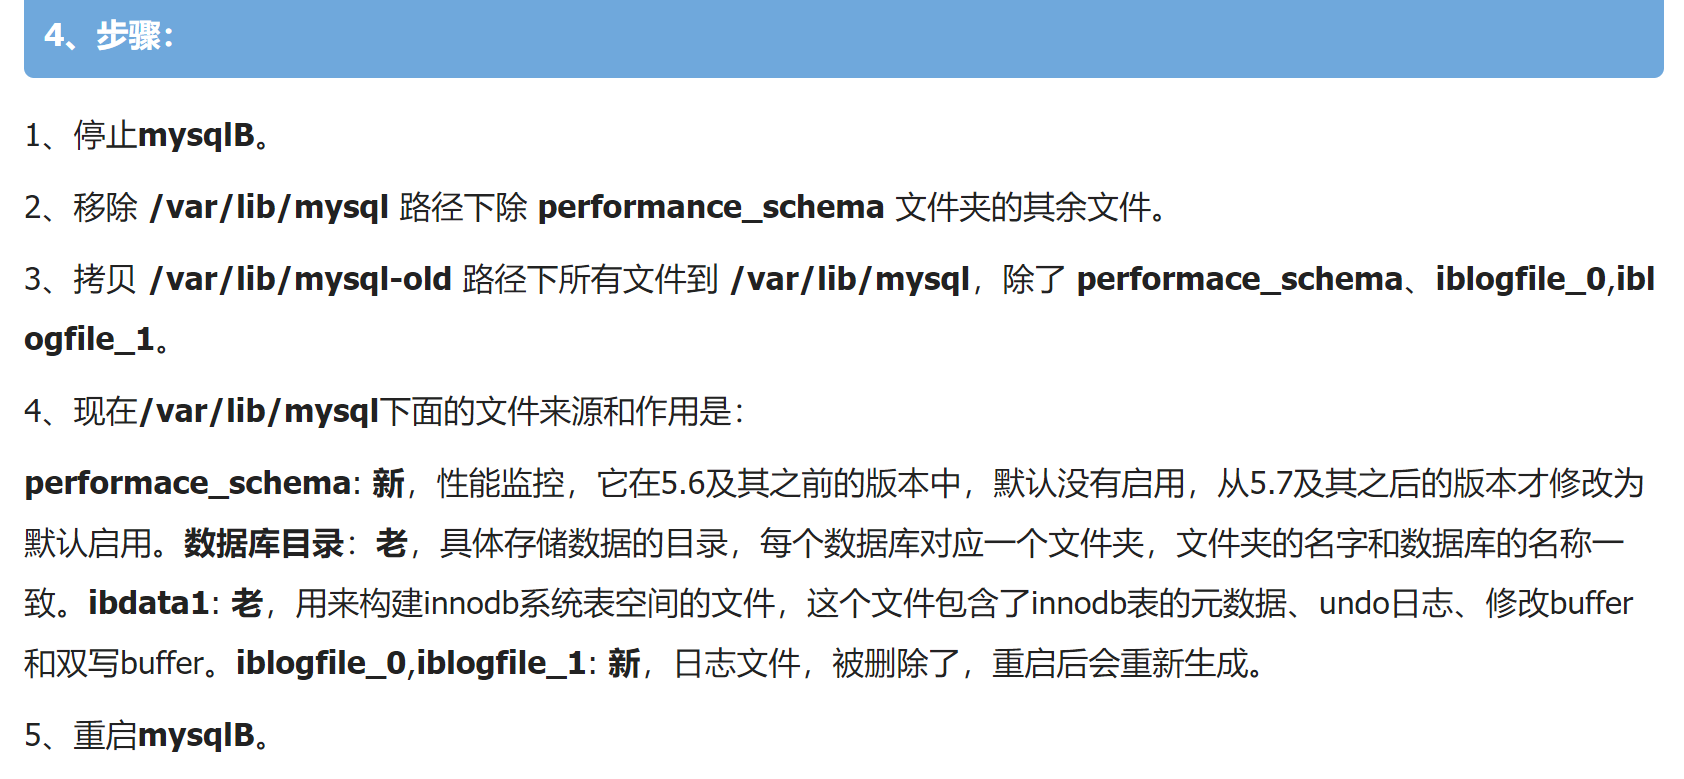 4、步骤：
1、停止mysqlB。
2、移除 /var/lib/mysql 路径下除 performance_schema 文件夹的其余文件。
3、拷贝 /var/lib/mysql-old 路径下所有文件到 /var/lib/mysql，除了 performace_schema、iblogfile_0,ibl
ogfile_1。
4、现在/var/lib/mysql下面的文件来源和作用是：
performace_schema: 新，性能监控，它在5.6及其之前的版本中，默认没有启用，从5.7及其之后的版本才修改为
默认启用。数据库目录：老，具体存储数据的目录，每个数据库对应一个文件夹，文件夹的名字和数据库的名称一
致。ibdata1: 老，用来构建innodb系统表空间的文件，这个文件包含了innodb表的元数据、undo日志、修改buffer
和双写buffer。iblogfile_0,iblogfile_1: 新，日志文件，被删除了，重启后会重新生成。
5、重启mysqlB。